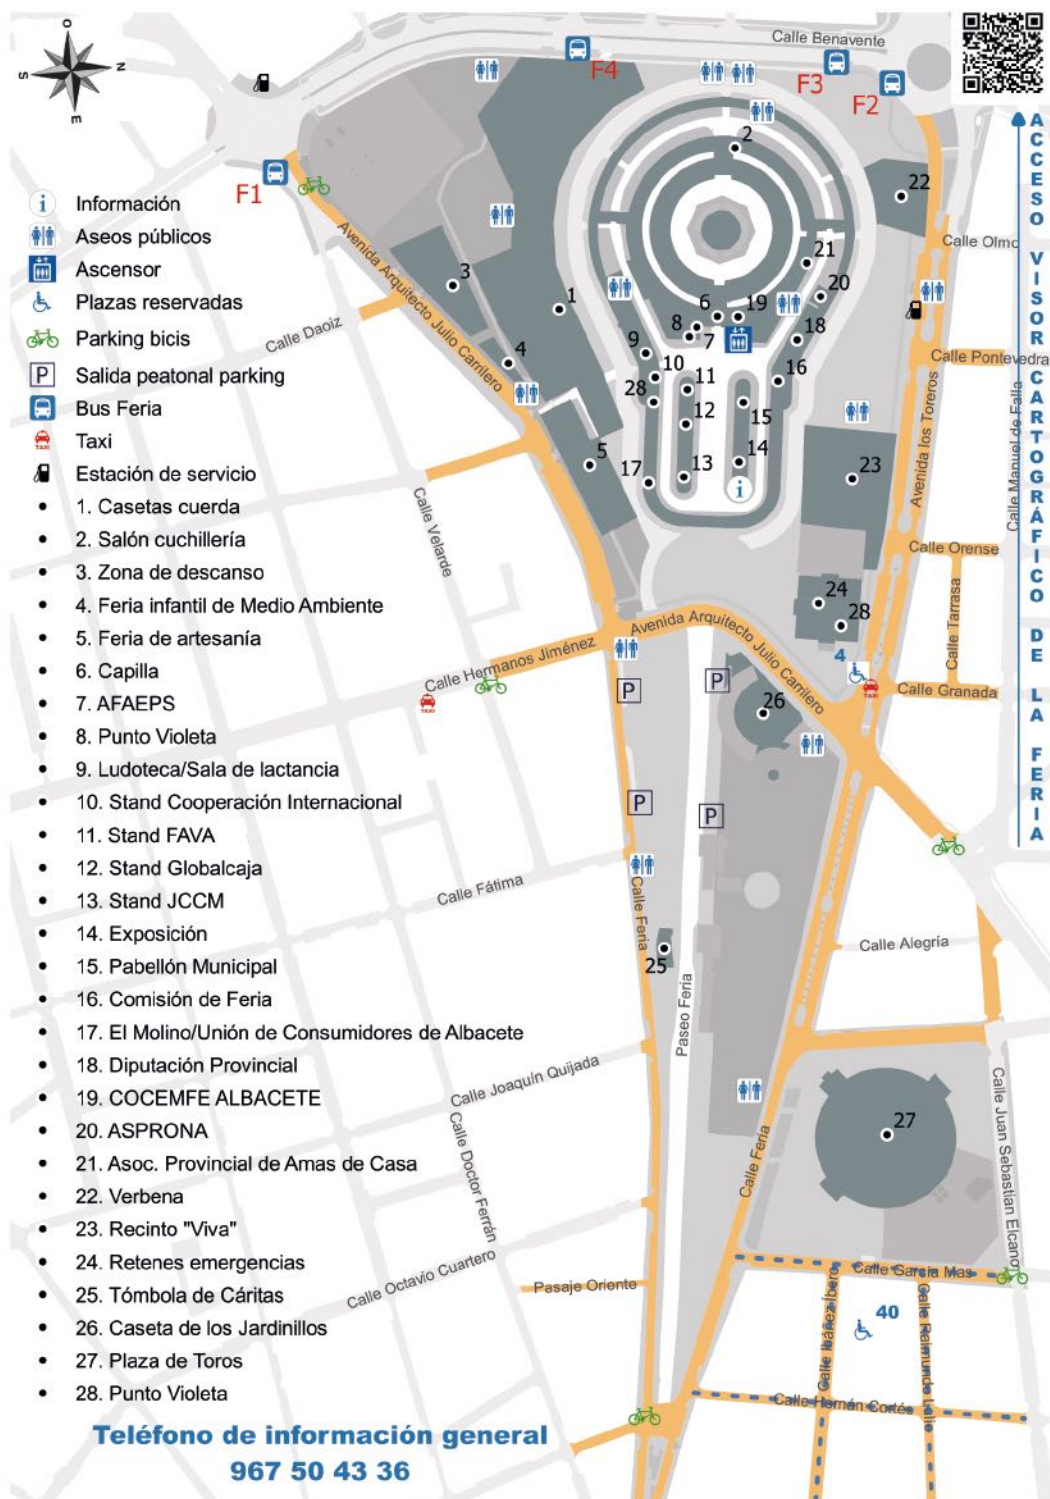 O
N
S
E
Calle Benavente
F4
F3
F2
F1
2
22
Calle Olmo
21
20
3
1
6
19
8
7
18
9
4
10
16
28
11
12
15
5
17
13
14
23
24
28
4
26
25
27
40
Avenida Arquitecto Julio Carrilero
Calle Daoiz
Calle Velarde
Calle Pontevedra
Avenida los Toreros
Calle Manuel de Falla
Calle Orense
Calle Tarrasa
Calle Granada
Avenida Arquitecto Julio Carrilero
Calle Hermanos Jiménez
TAXI
TAXI
P
P
P
P
Calle Fátima
Calle Feria
Paseo Feria
Calle Alegría
Calle Joaquín Quijada
Calle Doctor Ferrán
Calle Octavio Cuartero
Pasaje Oriente
Calle Feria
Calle Juan Sebastian Elcano
Calle García Mas
Calle Ibáñez Íbero
Calle Raimundo Lulio
Calle Hernán Cortés
ACCESO VISOR CARTOGRÁFICO DE LA FERIA
i
i Información
Aseos públicos
Ascensor
Plazas reservadas
Parking bicis
P Salida peatonal parking
Bus Feria
TAXI Taxi
Estación de servicio
• 1. Casetas cuerda
• 2. Salón cuchillería
• 3. Zona de descanso
• 4. Feria infantil de Medio Ambiente
• 5. Feria de artesanía
• 6. Capilla
• 7. AFAEPS
• 8. Punto Violeta
• 9. Ludoteca/Sala de lactancia
• 10. Stand Cooperación Internacional
• 11. Stand FAVA
• 12. Stand Globalcaja
• 13. Stand JCCM
• 14. Exposición
• 15. Pabellón Municipal
• 16. Comisión de Feria
• 17. El Molino/Unión de Consumidores de Albacete
• 18. Diputación Provincial
• 19. COCEMFE ALBACETE
• 20. ASPRONA
• 21. Asoc. Provincial de Amas de Casa
• 22. Verbena
• 23. Recinto "Viva"
• 24. Retenes emergencias
• 25. Tómbola de Cáritas
• 26. Caseta de los Jardinillos
• 27. Plaza de Toros
• 28. Punto Violeta
Teléfono de información general
967 50 43 36